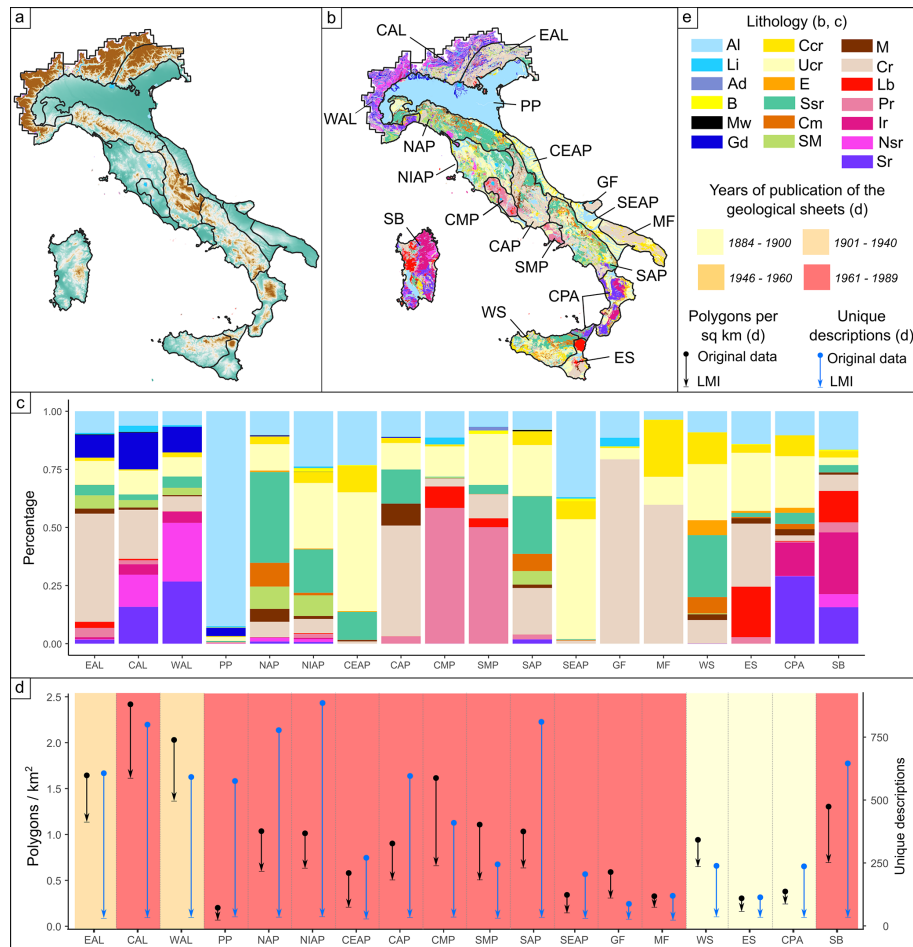 a
b
CAL
EAL
WAL
PP
NAP
CEAP
NIAP
GF
SEAP
MF
CMP
SB
CAP
SMP
SAP
CPA
WS
ES
e
Lithology (b, c)
Al Ccr M
Li Ucr Cr
Ad E Lb
B Ssr Pr
Mw Cm Ir
Gd SM Nsr
Sr
Years of publication of the
geological sheets (d)
1884 - 1900 1901 - 1940
1946 - 1960 1961 - 1989
Polygons per Unique
sq km (d) descriptions (d)
Original data Original data
LMI LMI
c
Percentage
1.00
0.75
0.50
0.25
0.00
EAL CAL WAL PP NAP NIAP CEAP CAP CMP SMP SAP SEAP GF MF WS ES CPA SB
d
Polygons / km²
2.5
2.0
1.5
1.0
0.5
0.0
750
500
250
0
Unique descriptions
EAL CAL WAL PP NAP NIAP CEAP CAP CMP SMP SAP SEAP GF MF WS ES CPA SB